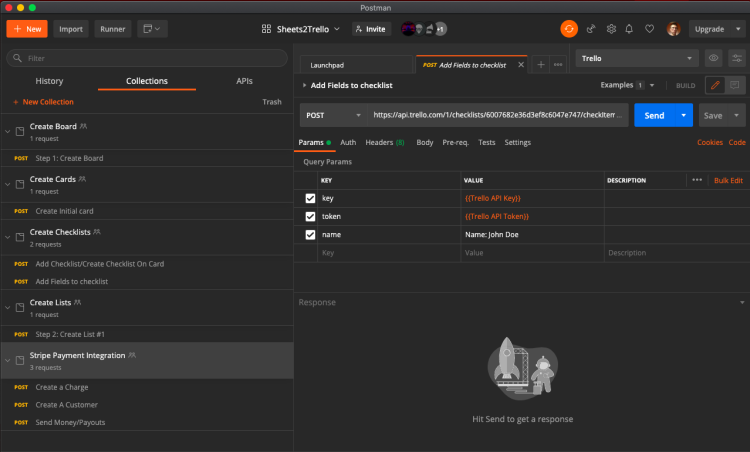 Postman
+ New
Import
Runner
Sheets2Trello
Invite
+1
Upgrade
Filter
History
Collections
APIs
+ New Collection
Trash
Create Board
1 request
POST Step 1: Create Board
Create Cards
1 request
POST Create Initial card
Create Checklists
2 requests
POST Add Checklist/Create Checklist On Card
POST Add Fields to checklist
Create Lists
1 request
POST Step 2: Create List #1
Stripe Payment Integration
3 requests
POST Create a Charge
POST Create A Customer
POST Send Money/Payouts
Launchpad
POST Add Fields to checklist
Trello
Add Fields to checklist
Examples 1
BUILD
POST
https://api.trello.com/1/checklists/6007682e36d3ef8c6047e747/checkItem...
Send
Save
Params
Auth
Headers (8)
Body
Pre-req.
Tests
Settings
Cookies
Code
Query Params
KEY VALUE DESCRIPTION
Bulk Edit
key {{Trello API Key}}
token {{Trello API Token}}
name Name: John Doe
Key Value Description
Response
Hit Send to get a response